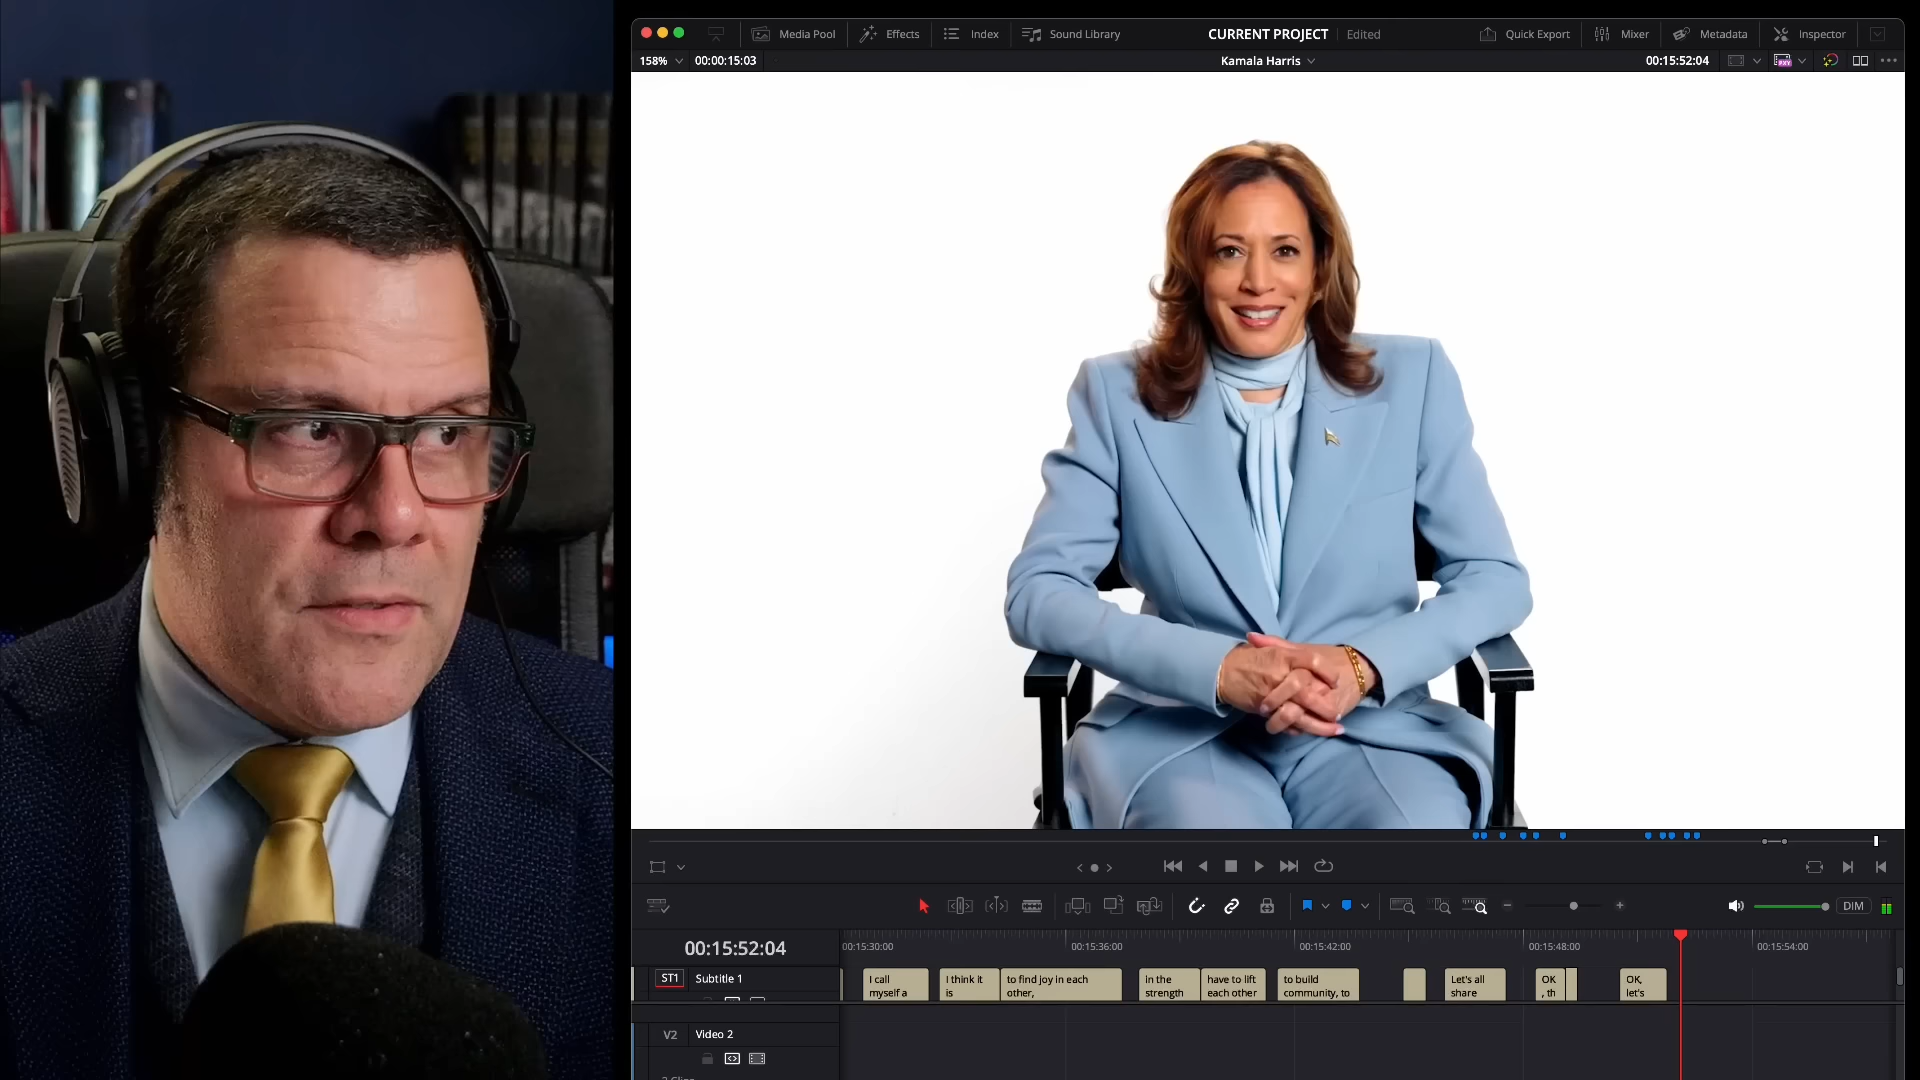 Media Pool Effects Index Sound Library CURRENT PROJECT Edited Quick Export Mixer Metadata Inspector
158% 00:00:15:03 Kamala Harris 00:15:52:04
DIM
00:15:52:04 00:15:30:00 00:15:36:00 00:15:42:00 00:15:48:00 00:15:54:00
ST1 Subtitle 1
I call
myself a
I think it
is
to find joy in each
other,
in the
strength
have to lift
each other
to build
community, to
Let's all
share
OK
, th
OK,
let's
V2 Video 2